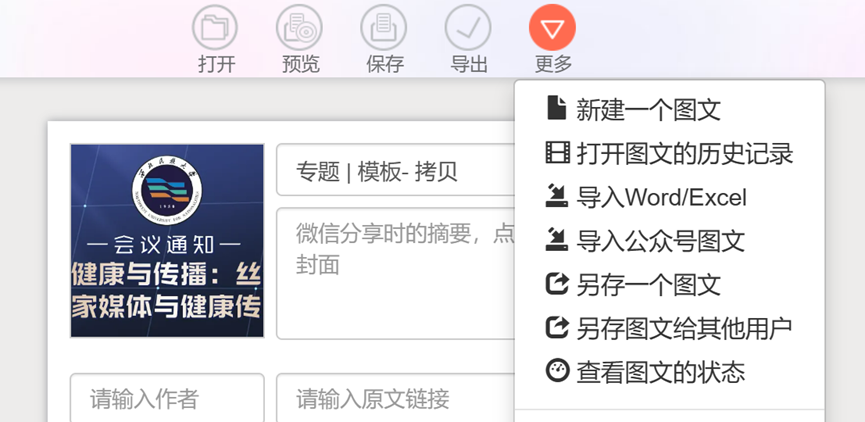 打开 预览 保存 导出 更多
新建一个图文
打开图文的历史记录
导入Word/Excel
导入公众号图文
另存一个图文
另存图文给其他用户
查看图文的状态
专题 | 模板- 拷贝
微信分享时的摘要，点
封面
会议通知
健康与传播：丝
家媒体与健康传
请输入作者
请输入原文链接